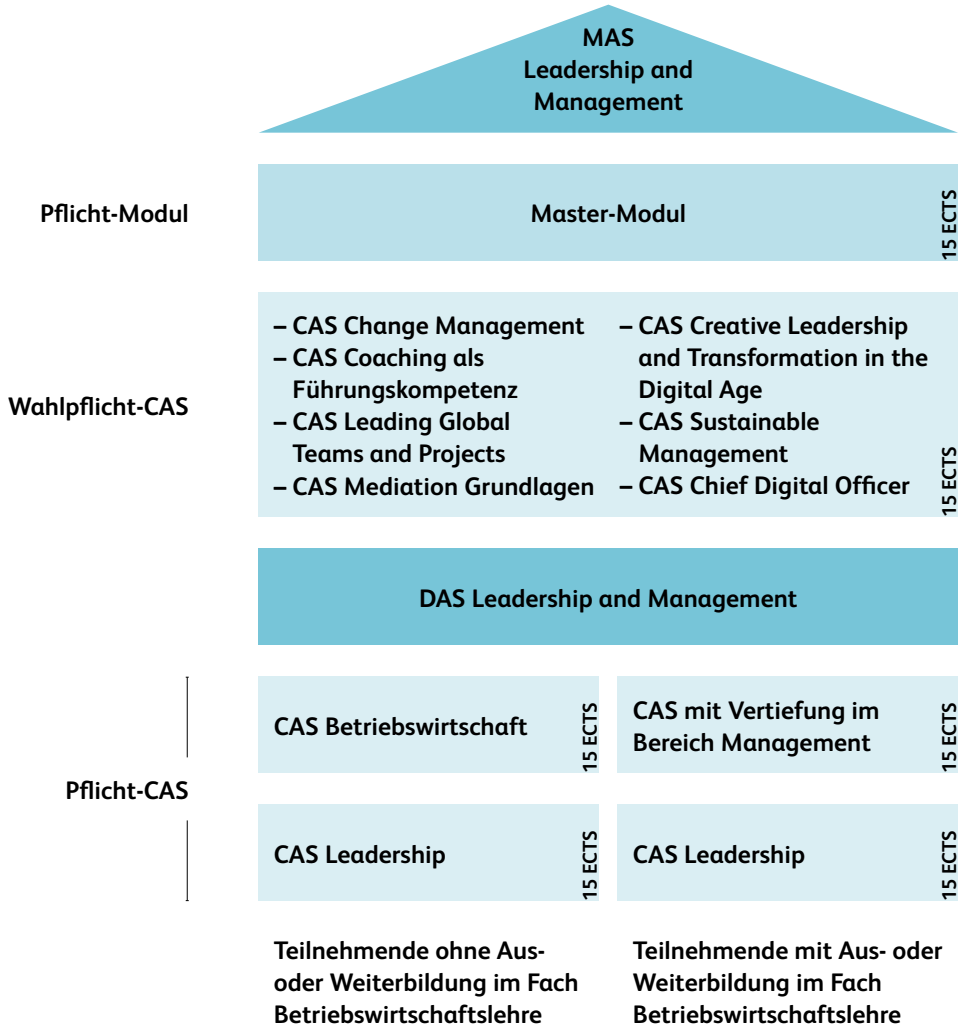 MAS
Leadership and
Management
Pflicht-Modul
Master-Modul
15 ECTS
Wahlpflicht-CAS
– CAS Change Management
– CAS Coaching als
Führungskompetenz
– CAS Leading Global
Teams and Projects
– CAS Mediation Grundlagen
– CAS Creative Leadership
and Transformation in the
Digital Age
– CAS Sustainable
Management
– CAS Chief Digital Officer
15 ECTS
DAS Leadership and Management
Pflicht-CAS
CAS Betriebswirtschaft
15 ECTS
CAS mit Vertiefung im
Bereich Management
15 ECTS
CAS Leadership
15 ECTS
CAS Leadership
15 ECTS
Teilnehmende ohne Aus-
oder Weiterbildung im Fach
Betriebswirtschaftslehre
Teilnehmende mit Aus- oder
Weiterbildung im Fach
Betriebswirtschaftslehre